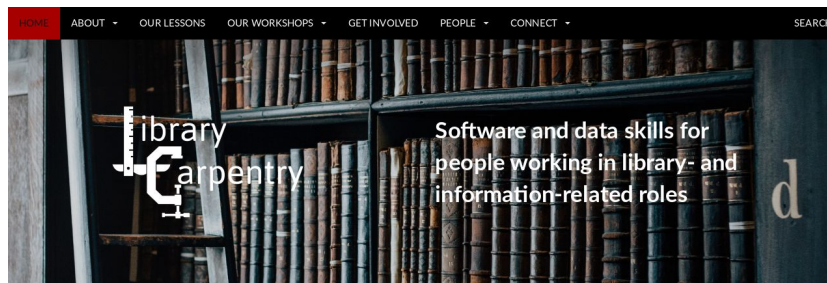 HOME ABOUT OUR LESSONS OUR WORKSHOPS GET INVOLVED PEOPLE CONNECT SEARCH
Library
Carpentry
Software and data skills for
people working in library- and
information-related roles
d